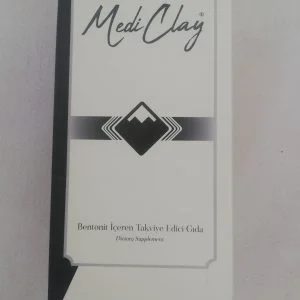 Medi Clay®
Bentonit İçeren Takviye Edici Gıda
Dietary Supplement